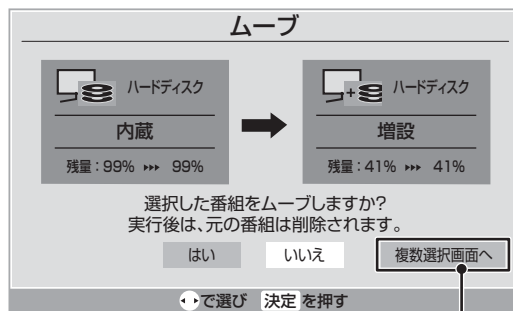 ムーブ
ハードディスク
内蔵
残量：99% ▸▸▸ 99%
+
ハードディスク
増設
残量：41% ▸▸▸ 41%
選択した番組をムーブしますか？
実行後は、元の番組は削除されます。
はい いいえ 複数選択画面へ
で選び 決定 を押す